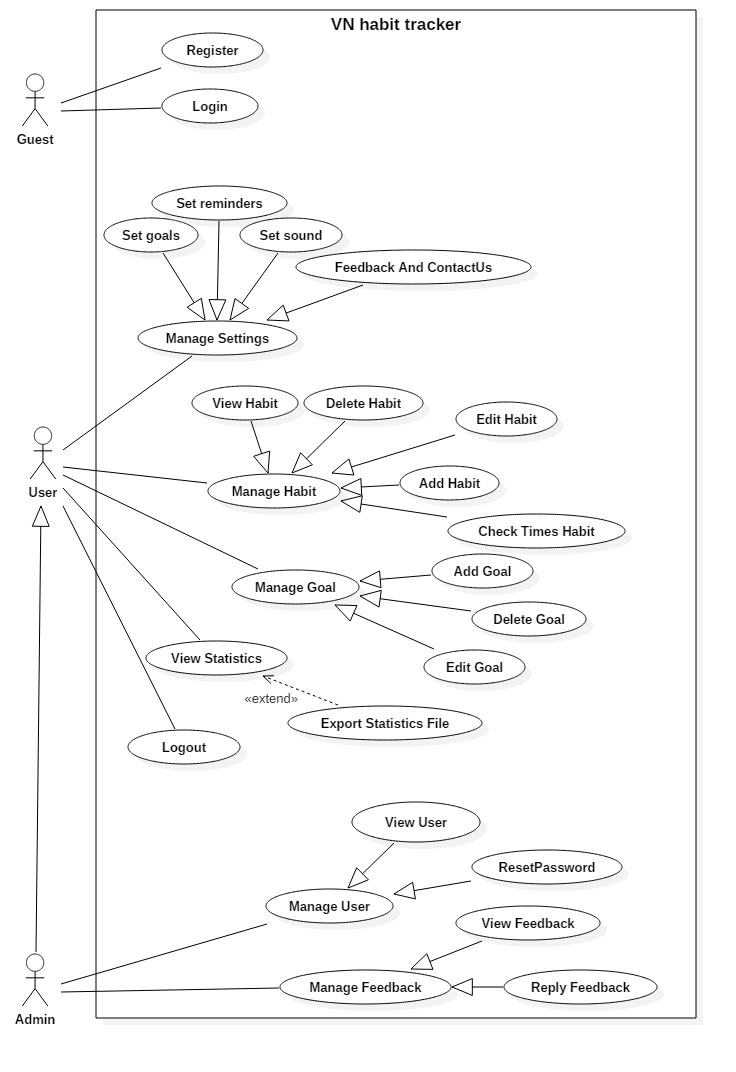 VN habit tracker
Register
Login
Guest
Set reminders
Set goals
Set sound
Feedback And ContactUs
Manage Settings
View Habit
Delete Habit
Edit Habit
Add Habit
User
Manage Habit
Check Times Habit
Add Goal
Manage Goal
Delete Goal
View Statistics
Edit Goal
«extend»
Export Statistics File
Logout
View User
ResetPassword
Manage User
View Feedback
Manage Feedback
Reply Feedback
Admin